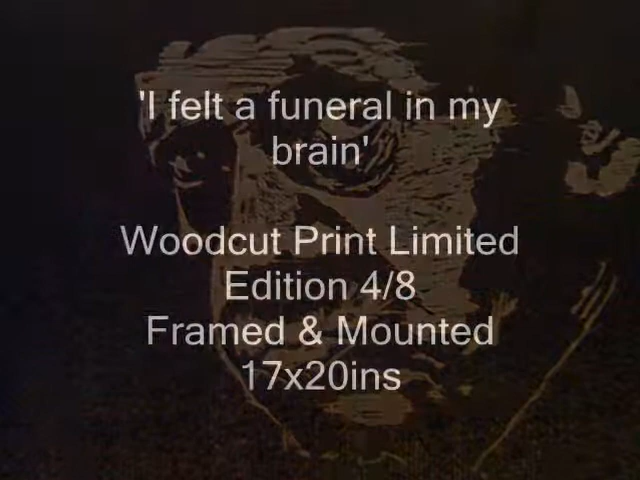 'I felt a funeral in my
brain'
Woodcut Print Limited
Edition 4/8
Framed & Mounted
17x20ins